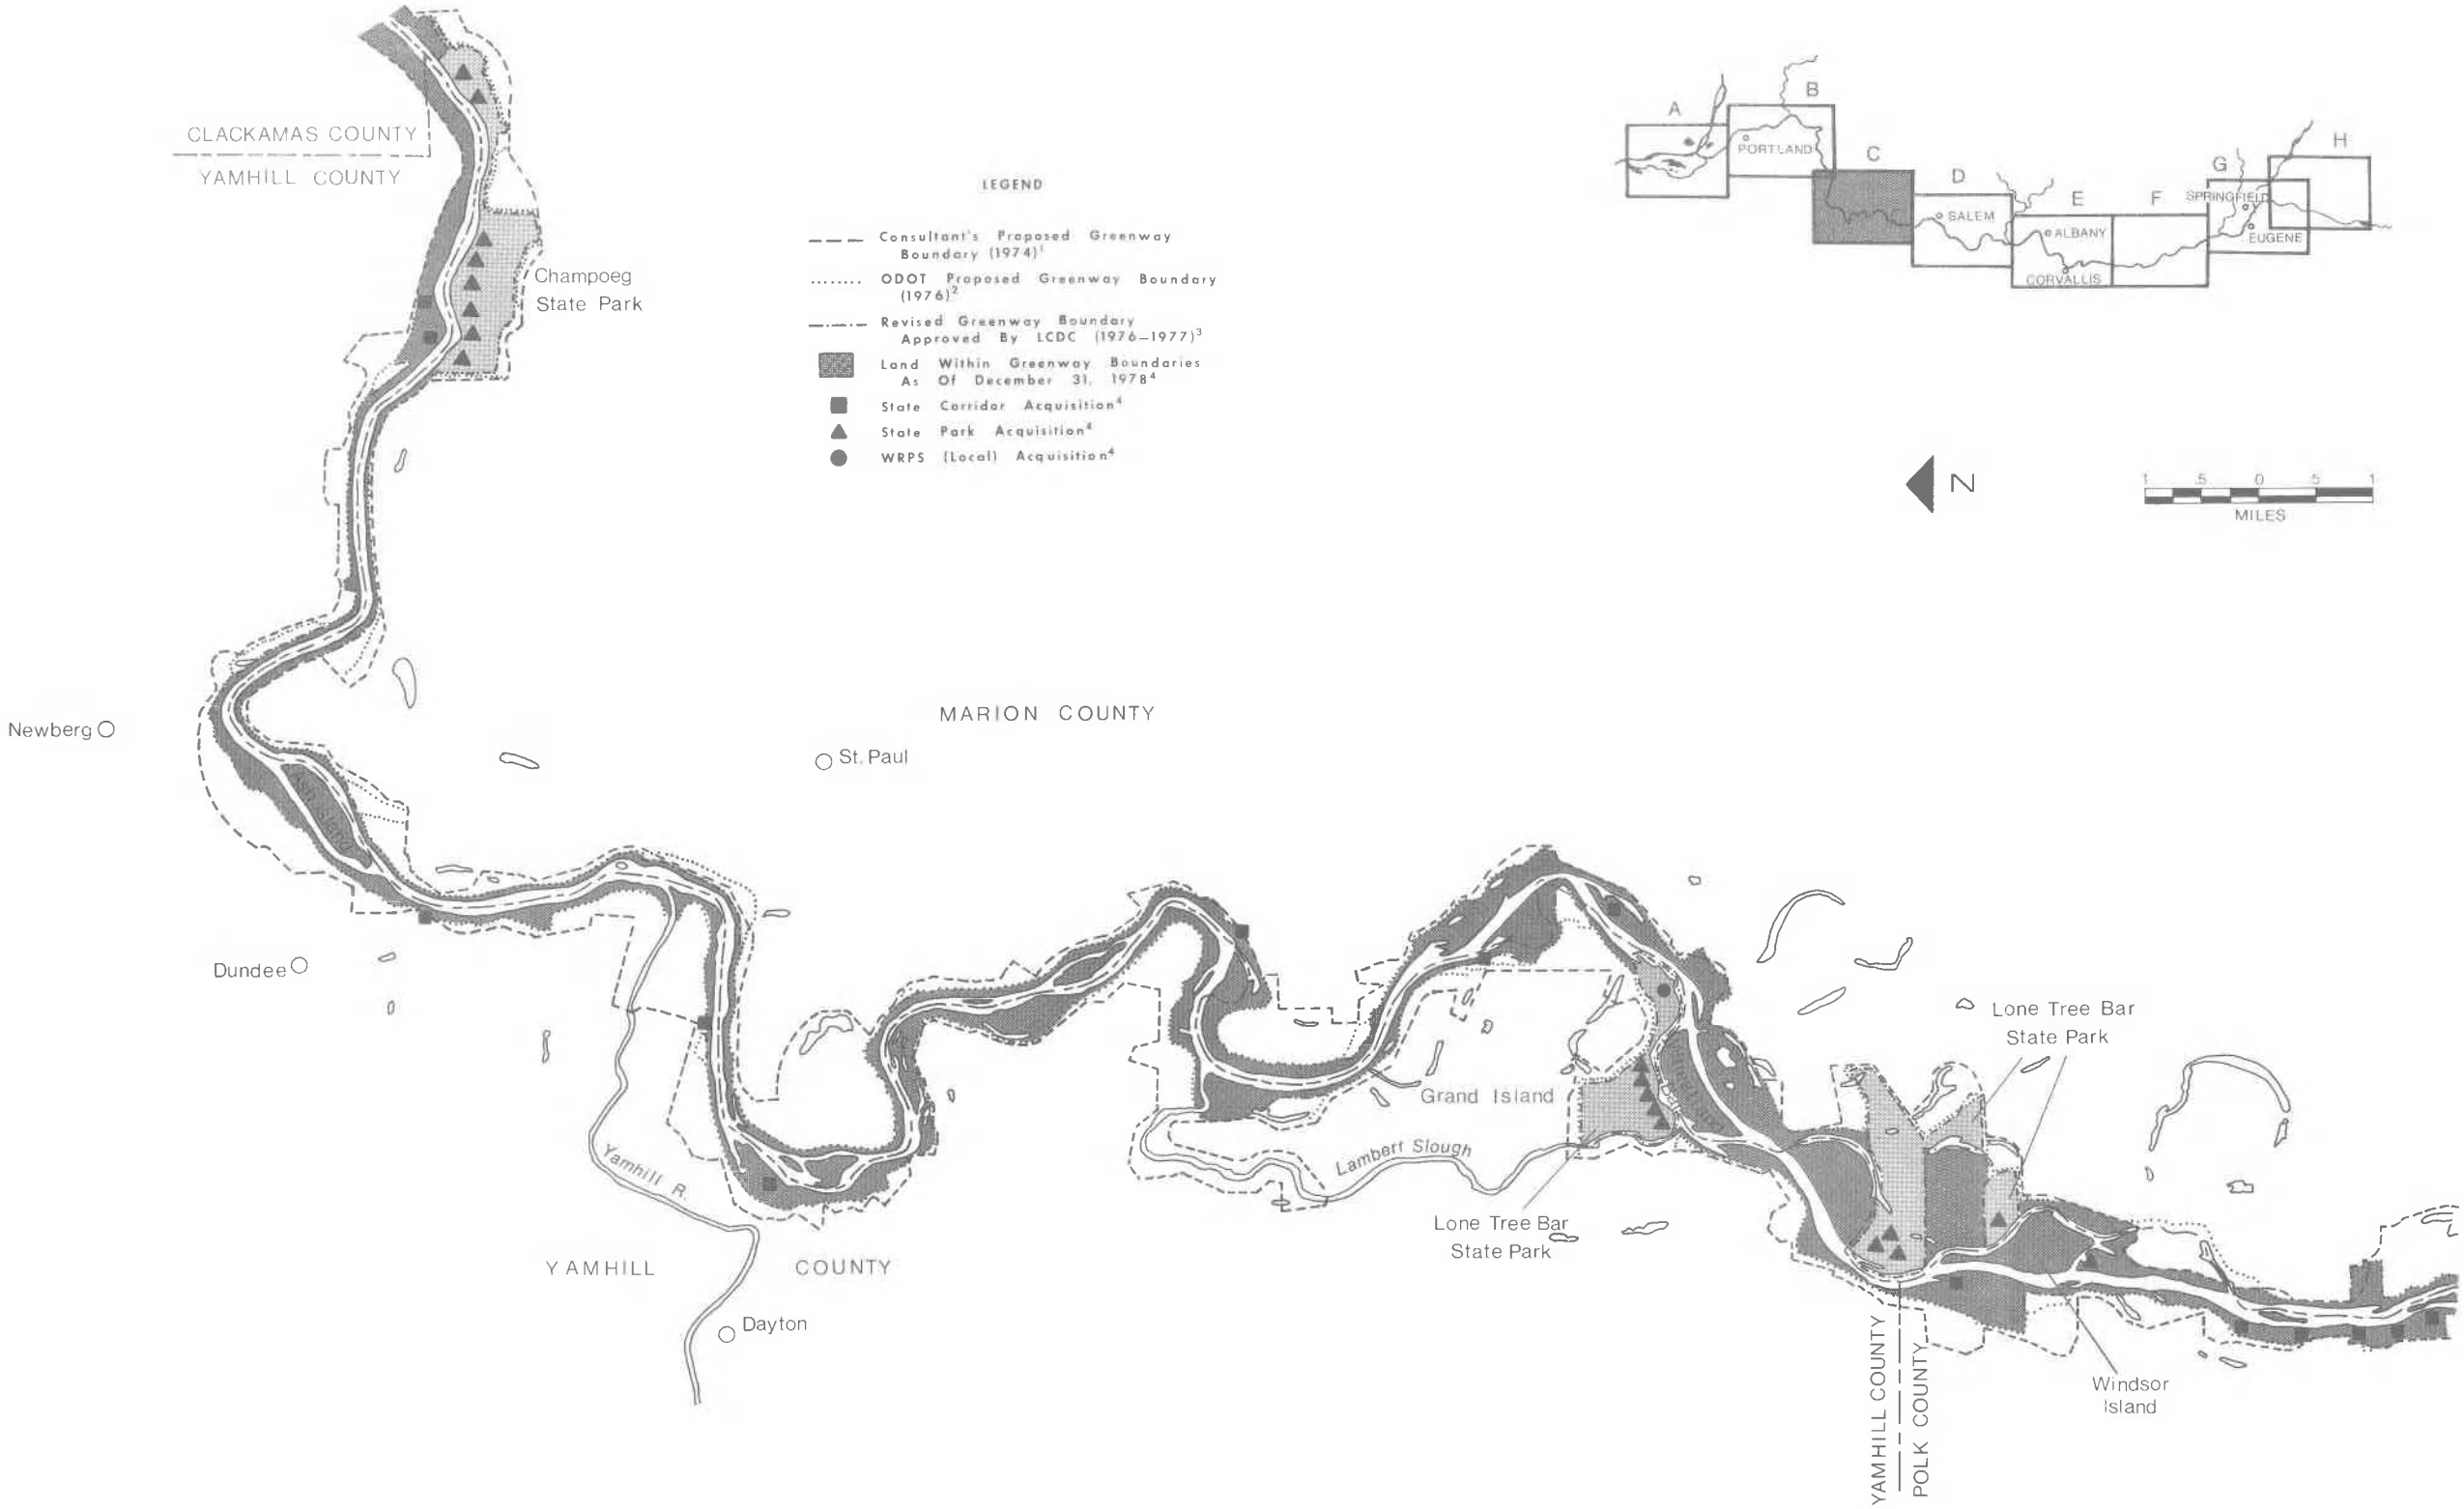 CLACKAMAS COUNTY
YAMHILL COUNTY
Champoeg
State Park
LEGEND
Consultant's Proposed Greenway
Boundary (1974)¹
ODOT Proposed Greenway Boundary
(1976)²
Revised Greenway Boundary
Approved By LCDC (1976–1977)³
Land Within Greenway Boundaries
As Of December 31, 1978⁴
State Corridor Acquisition⁴
State Park Acquisition⁴
WRPS (Local) Acquisition⁴
A
B
C
D
E
F
G
H
PORTLAND
SALEM
ALBANY
CORVALLIS
SPRINGFIELD
EUGENE
N
1 .5 0 .5 1
MILES
Newberg
MARION COUNTY
St. Paul
Island
Dundee
Yamhill R.
YAMHILL COUNTY
Dayton
Grand Island
Lambert Slough
Lone Tree Bar
State Park
Lone Tree Bar
State Park
Windsor
Island
YAMHILL COUNTY
POLK COUNTY